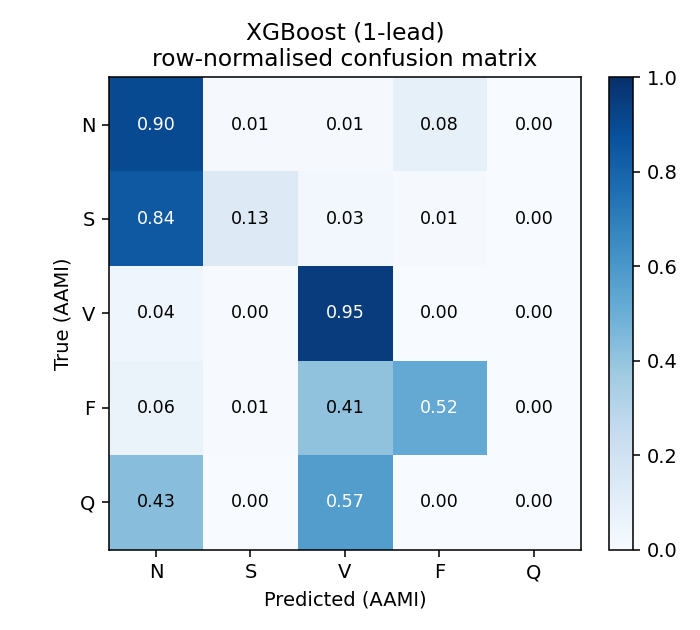 XGBoost (1-lead)
row-normalised confusion matrix
N 0.90 0.01 0.01 0.08 0.00
S 0.84 0.13 0.03 0.01 0.00
V 0.04 0.00 0.95 0.00 0.00
F 0.06 0.01 0.41 0.52 0.00
Q 0.43 0.00 0.57 0.00 0.00
N S V F Q
Predicted (AAMI)
True (AAMI)
1.0
0.8
0.6
0.4
0.2
0.0